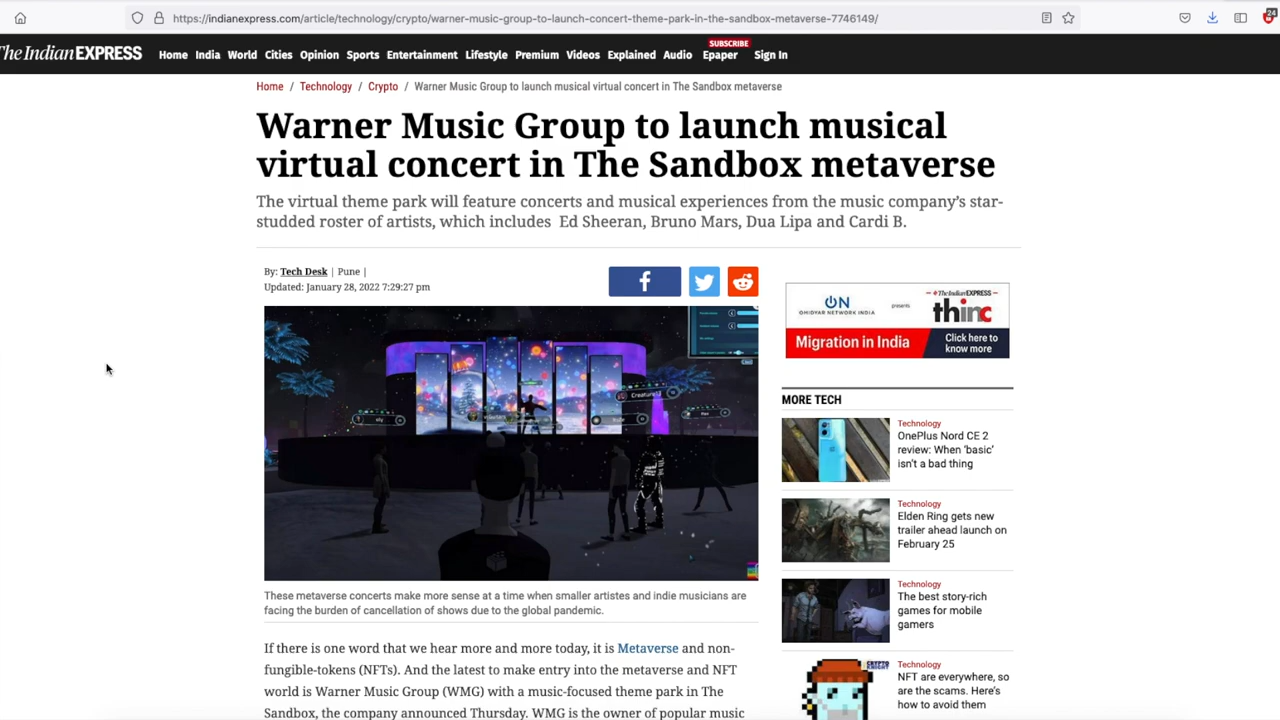 https://indianexpress.com/article/technology/crypto/warner-music-group-to-launch-concert-theme-park-in-the-sandbox-metaverse-7746149/
24
The Indian EXPRESS
Home India World Cities Opinion Sports Entertainment Lifestyle Premium Videos Explained Audio Epaper Sign In
SUBSCRIBE
Home / Technology / Crypto / Warner Music Group to launch musical virtual concert in The Sandbox metaverse
Warner Music Group to launch musical
virtual concert in The Sandbox metaverse
The virtual theme park will feature concerts and musical experiences from the music company's star-
studded roster of artists, which includes Ed Sheeran, Bruno Mars, Dua Lipa and Cardi B.
By: Tech Desk | Pune |
Updated: January 28, 2022 7:29:27 pm
These metaverse concerts make more sense at a time when smaller artistes and indie musicians are
facing the burden of cancellation of shows due to the global pandemic.
If there is one word that we hear more and more today, it is Metaverse and non-
fungible-tokens (NFTs). And the latest to make entry into the metaverse and NFT
world is Warner Music Group (WMG) with a music-focused theme park in The
Sandbox, the company announced Thursday. WMG is the owner of popular music
ON
OMIDYAR NETWORK INDIA
presents
The Indian EXPRESS
thinc
Migration in India
Click here to
know more
MORE TECH
Technology
OnePlus Nord CE 2
review: When 'basic'
isn't a bad thing
Technology
Elden Ring gets new
trailer ahead launch on
February 25
Technology
The best story-rich
games for mobile
gamers
Technology
NFT are everywhere, so
are the scams. Here's
how to avoid them